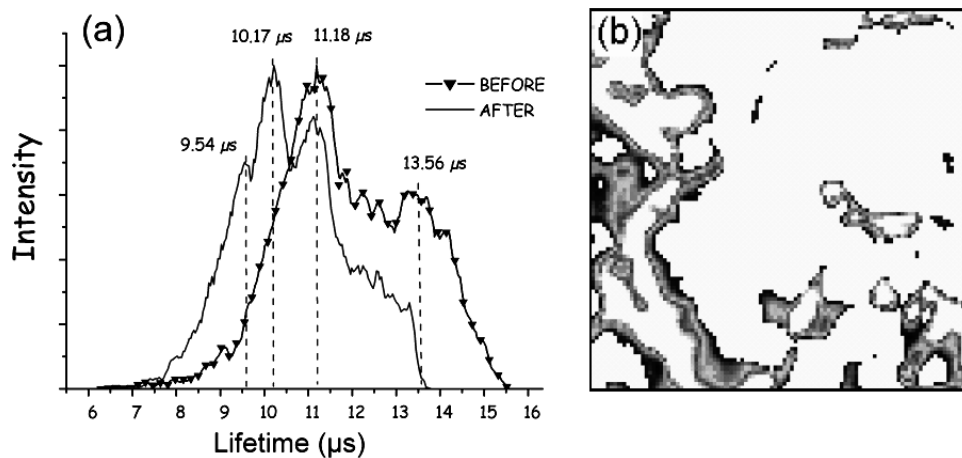 (a)
10.17 µs
11.18 µs
BEFORE
AFTER
9.54 µs
13.56 µs
Intensity
6 7 8 9 10 11 12 13 14 15 16
Lifetime (µs)
(b)